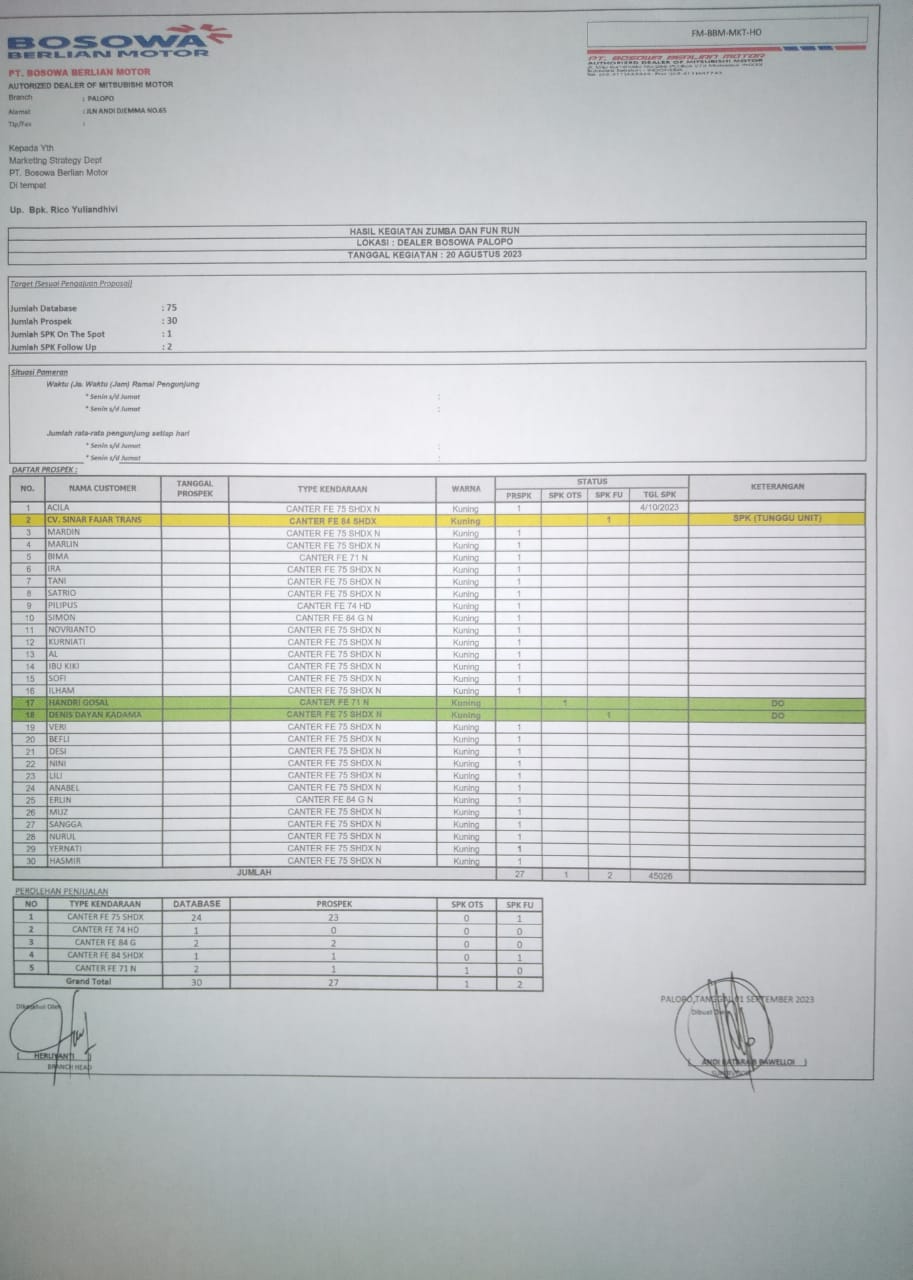 BOSOWA
BERLIAN MOTOR
FM-BBM-MKT-HO
PT. BOSOWA BERLIAN MOTOR
AUTHORIZED DEALER OF MITSUBISHI MOTOR
PT. BOSOWA BERLIAN MOTOR
AUTORIZED DEALER OF MITSUBISHI MOTOR
Branch : PALOPO
Alamat : JLN ANDI DJEMMA NO.65
Tlp/Fax :
Kepada Yth
Marketing Strategy Dept
PT. Bosowa Berlian Motor
Di tempat
Up. Bpk. Rico Yuliandhivi
HASIL KEGIATAN ZUMBA DAN FUN RUN
LOKASI : DEALER BOSOWA PALOPO
TANGGAL KEGIATAN : 20 AGUSTUS 2023
Target (Sesuai Pengajuan Proposal)
Jumlah Database : 75
Jumlah Prospek : 30
Jumlah SPK On The Spot : 1
Jumlah SPK Follow Up : 2
Situasi Pameran
Waktu (Ja. Waktu (Jam) Ramai Pengunjung
* Senin s/d Jumat :
* Senin s/d Jumat :
Jumlah rata-rata pengunjung setiap hari
* Senin s/d Jumat :
* Senin s/d Jumat :
DAFTAR PROSPEK :
NO. NAMA CUSTOMER TANGGAL PROSPEK TYPE KENDARAAN WARNA STATUS KETERANGAN
PRSPK SPK OTS SPK FU TGL SPK
1 ACILA CANTER FE 75 SHDX N Kuning 1 4/10/2023
2 CV. SINAR FAJAR TRANS CANTER FE 84 SHDX Kuning 1 SPK (TUNGGU UNIT)
3 MARDIN CANTER FE 75 SHDX N Kuning 1
4 MARLIN CANTER FE 75 SHDX N Kuning 1
5 BIMA CANTER FE 71 N Kuning 1
6 IRA CANTER FE 75 SHDX N Kuning 1
7 TANI CANTER FE 75 SHDX N Kuning 1
8 SATRIO CANTER FE 75 SHDX N Kuning 1
9 PILIPUS CANTER FE 74 HD Kuning 1
10 SIMON CANTER FE 84 G N Kuning 1
11 NOVRIANTO CANTER FE 75 SHDX N Kuning 1
12 KURNIATI CANTER FE 75 SHDX N Kuning 1
13 AL CANTER FE 75 SHDX N Kuning 1
14 IBU KIKI CANTER FE 75 SHDX N Kuning 1
15 SOFI CANTER FE 75 SHDX N Kuning 1
16 ILHAM CANTER FE 75 SHDX N Kuning 1
17 HANDRI GOSAL CANTER FE 71 N Kuning 1 DO
18 DENIS DAYAN KADAMA CANTER FE 75 SHDX N Kuning 1 DO
19 VERI CANTER FE 75 SHDX N Kuning 1
20 BEFLI CANTER FE 75 SHDX N Kuning 1
21 DESI CANTER FE 75 SHDX N Kuning 1
22 NINI CANTER FE 75 SHDX N Kuning 1
23 LILI CANTER FE 75 SHDX N Kuning 1
24 ANABEL CANTER FE 75 SHDX N Kuning 1
25 ERLIN CANTER FE 84 G N Kuning 1
26 MUZ CANTER FE 75 SHDX N Kuning 1
27 SANGGA CANTER FE 75 SHDX N Kuning 1
28 NURUL CANTER FE 75 SHDX N Kuning 1
29 YERNATI CANTER FE 75 SHDX N Kuning 1
30 HASMIR CANTER FE 75 SHDX N Kuning 1
JUMLAH 27 1 2 45026
PEROLEHAN PENJUALAN
NO TYPE KENDARAAN DATABASE PROSPEK SPK OTS SPK FU
1 CANTER FE 75 SHDX 24 23 0 1
2 CANTER FE 74 HD 1 0 0 0
3 CANTER FE 84 G 2 2 0 0
4 CANTER FE 84 SHDX 1 1 0 1
5 CANTER FE 71 N 2 1 1 0
Grand Total 30 27 1 2
PALOPO,TANGGAL 01 SEPTEMBER 2023
Diketahui Oleh
Dibuat Oleh
( HERLIYANTI )
BRANCH HEAD
( ANDI BATARA B PAWELLOI )